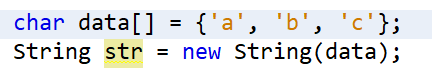 char data[] = {'a', 'b', 'c'};
String str = new String(data);